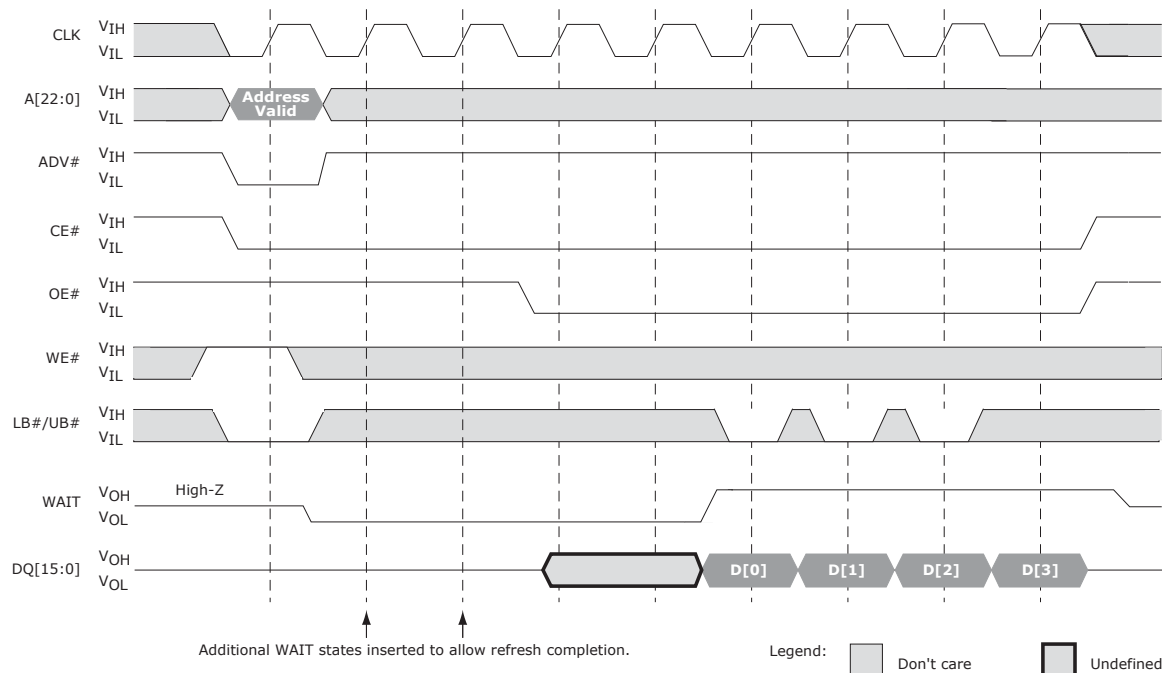 CLK VIH
VIL
A[22:0] VIH
VIL
Address
Valid
ADV# VIH
VIL
CE# VIH
VIL
OE# VIH
VIL
WE# VIH
VIL
LB#/UB# VIH
VIL
WAIT VOH
VOL
High-Z
DQ[15:0] VOH
VOL
D[0] D[1] D[2] D[3]
Additional WAIT states inserted to allow refresh completion.
Legend: Don't care Undefined